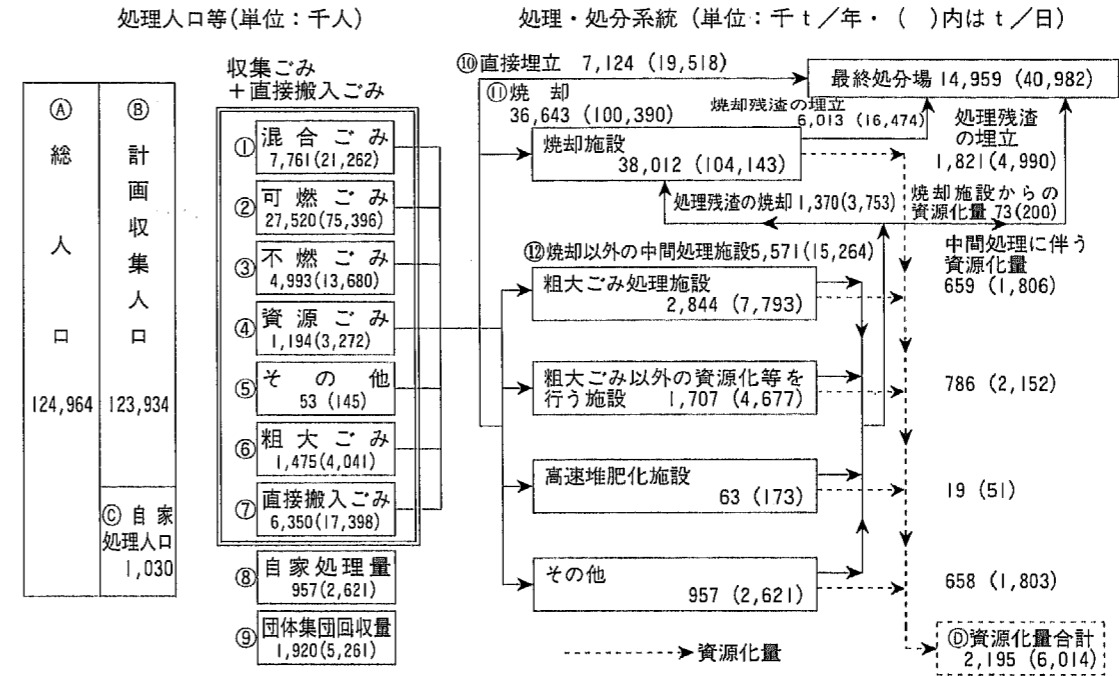 処理人口等(単位：千人)
処理・処分系統 (単位：千ｔ／年・(　)内はｔ／日)
Ⓐ
総
人
口
124,964
Ⓑ
計
画
収
集
人
口
123,934
Ⓒ自家
処理人口
1,030
収集ごみ
＋直接搬入ごみ
①混合ごみ
7,761(21,262)
②可燃ごみ
27,520(75,396)
③不燃ごみ
4,993(13,680)
④資源ごみ
1,194(3,272)
⑤その他
53 (145)
⑥粗大ごみ
1,475(4,041)
⑦直接搬入ごみ
6,350(17,398)
⑧自家処理量
957(2,621)
⑨団体集団回収量
1,920(5,261)
⑩直接埋立 7,124 (19,518)
最終処分場 14,959 (40,982)
⑪焼却
36,643 (100,390)
焼却残渣の埋立
6,013 (16,474)
処理残渣
の埋立
1,821(4,990)
焼却施設
38,012 (104,143)
処理残渣の焼却 1,370(3,753)
焼却施設からの
資源化量 73(200)
⑫焼却以外の中間処理施設5,571(15,264)
中間処理に伴う
資源化量
659 (1,806)
粗大ごみ処理施設
2,844 (7,793)
粗大ごみ以外の資源化等を
行う施設 1,707 (4,677)
786 (2,152)
高速堆肥化施設
63 (173)
19 (51)
その他
957 (2,621)
658 (1,803)
資源化量
Ⓓ資源化量合計
2,195 (6,014)